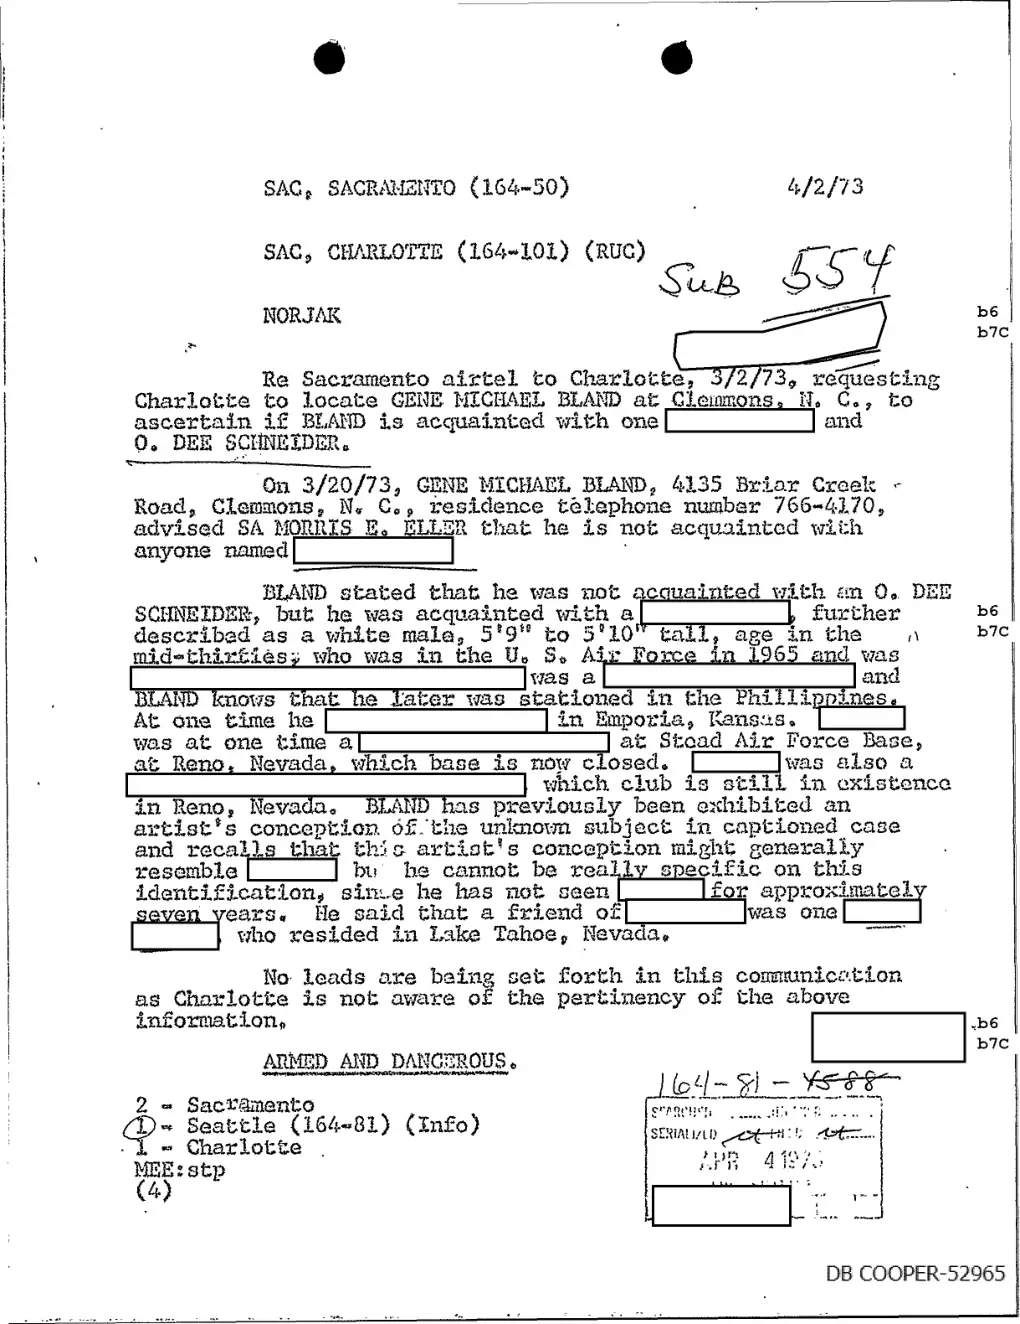 SAC, SACRAMENTO (164-50) 4/2/73
SAC, CHARLOTTE (164-101) (RUC)
Sub 554
NORJAK
b6
b7C
Re Sacramento airtel to Charlotte, 3/2/73, requesting
Charlotte to locate GENE MICHAEL BLAND at Clemmons, N. C., to
ascertain if BLAND is acquainted with one and
O. DEE SCHNEIDER.
On 3/20/73, GENE MICHAEL BLAND, 4135 Briar Creek
Road, Clemmons, N. C., residence telephone number 766-4170,
advised SA MORRIS E. ELLER that he is not acquainted with
anyone named
BLAND stated that he was not acquainted with an O. DEE
SCHNEIDER, but he was acquainted with a , further
b6
described as a white male, 5'9" to 5'10" tall, age in the
b7C
mid-thirties, who was in the U. S. Air Force in 1965 and was
was a and
BLAND knows that he later was stationed in the Phillippines.
At one time he in Emporia, Kansas.
was at one time a at Stead Air Force Base,
at Reno, Nevada, which base is now closed. was also a
, which club is still in existence
in Reno, Nevada. BLAND has previously been exhibited an
artist's conception of the unknown subject in captioned case
and recalls that this artist's conception might generally
resemble but he cannot be really specific on this
identification, since he has not seen for approximately
seven years. He said that a friend of was one
who resided in Lake Tahoe, Nevada.
No leads are being set forth in this communication
as Charlotte is not aware of the pertinency of the above
information.
b6
b7C
ARMED AND DANGEROUS.
164-81-4588
2 - Sacramento
1 - Seattle (164-81) (Info)
1 - Charlotte
MEE:stp
(4)
SEARCHED
SERIALIZED
APR 4 1973
DB COOPER-52965